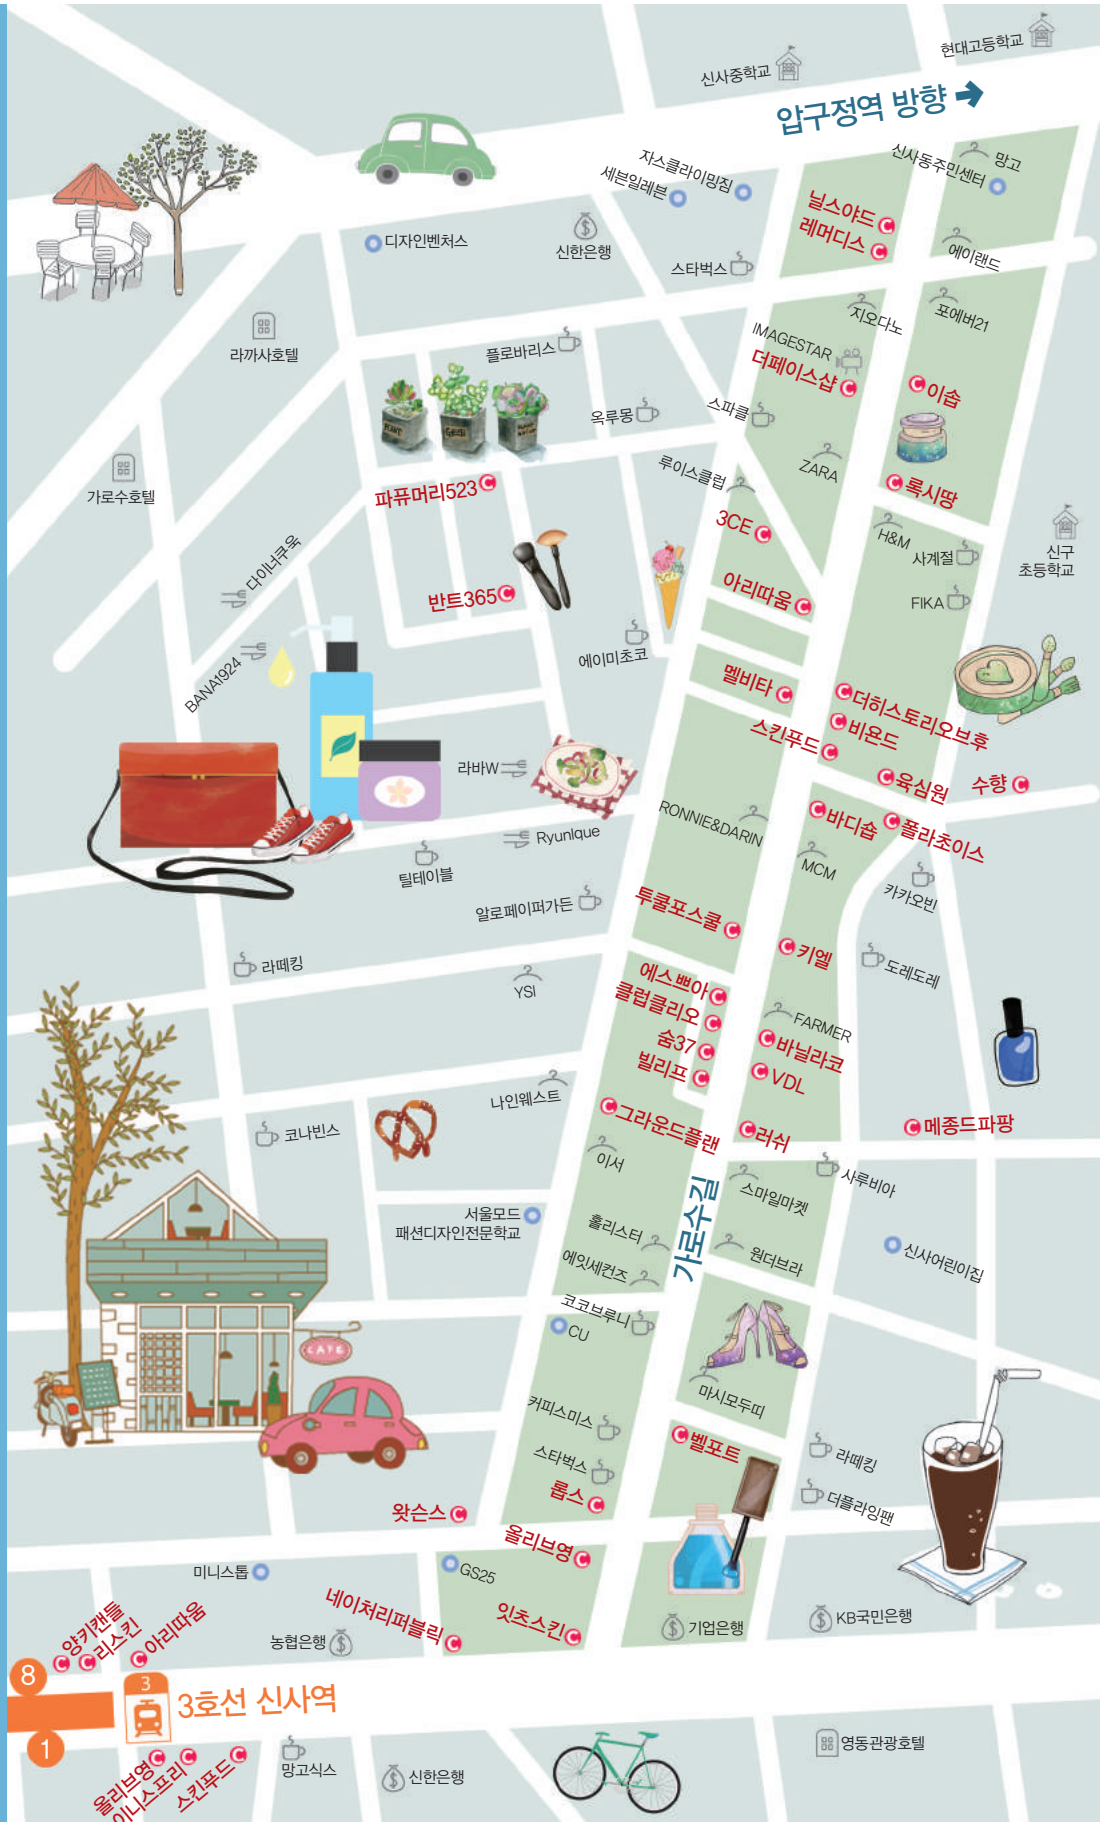 현대고등학교
신사중학교
압구정역 방향
자스클라이밍짐
세븐일레븐
신사동주민센터
망고
닐스야드
레머디스
디자인벤처스
신한은행
스타벅스
에이랜드
라까사호텔
플로바리스
지오다노
포에버21
IMAGESTAR
더페이스샵
이솝
옥루몽
스파클
PLANT
GREEN
가로수호텔
파퓨머리523
루이스클럽
ZARA
록시땅
3CE
H&M
사계절
신구
초등학교
다이너쿠욱
반트365
아리따움
FIKA
에이미초코
BANA1924
멜비타
더히스토리오브후
비욘드
스킨푸드
육심원
수향
라바W
RONNIE&DARIN
바디숍
폴라초이스
Ryunique
틸테이블
MCM
카카오빈
알로페이퍼가든
투쿨포스쿨
키엘
라떼킹
YSI
도레도레
에스쁘아
클럽클리오
숨37
빌리프
FARMER
바닐라코
VDL
나인웨스트
코나빈스
그라운드플랜
러쉬
메종드파팡
이서
사루비아
스마일마켓
가로수길
서울모드
패션디자인전문학교
홀리스터
원더브라
신사어린이집
에잇세컨즈
코코브루니
CU
CAFE
마시모두띠
커피스미스
벨포트
스타벅스
라떼킹
롭스
더플라잉팬
왓슨스
올리브영
미니스톱
GS25
네이처리퍼블릭
잇츠스킨
농협은행
기업은행
KB국민은행
양키캔들
리스킨
아리따움
8
3
3호선 신사역
1
올리브영
이니스프리
스킨푸드
망고식스
신한은행
영동관광호텔